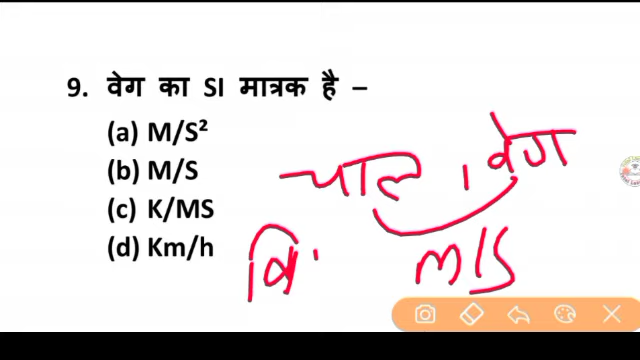 9. वेग का SI मात्रक है –
(a) M/S²
(b) M/S
(c) K/MS
(d) Km/h
चाल , वेग
वि
m/s